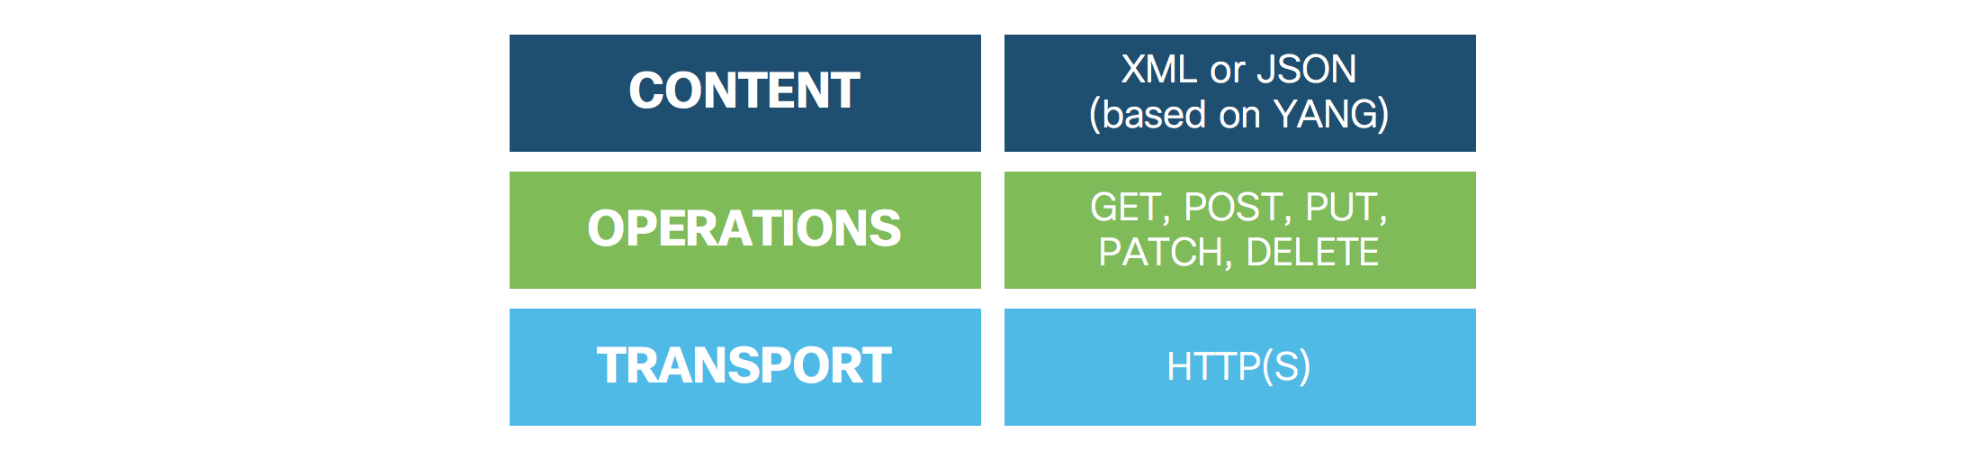 CONTENT
XML or JSON
(based on YANG)
OPERATIONS
GET, POST, PUT,
PATCH, DELETE
TRANSPORT
HTTP(S)